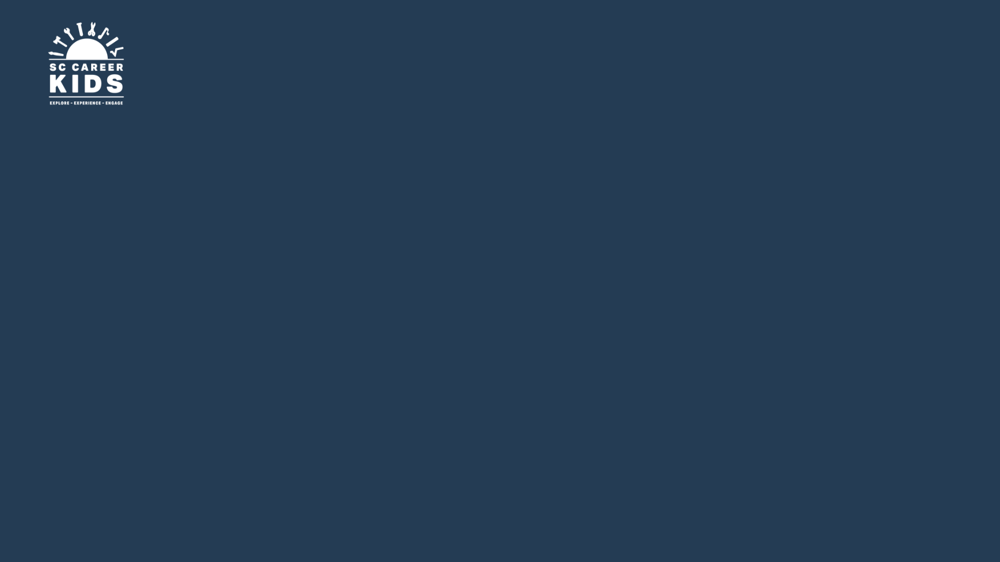 SC CAREER
KIDS
EXPLORE - EXPERIENCE - ENGAGE